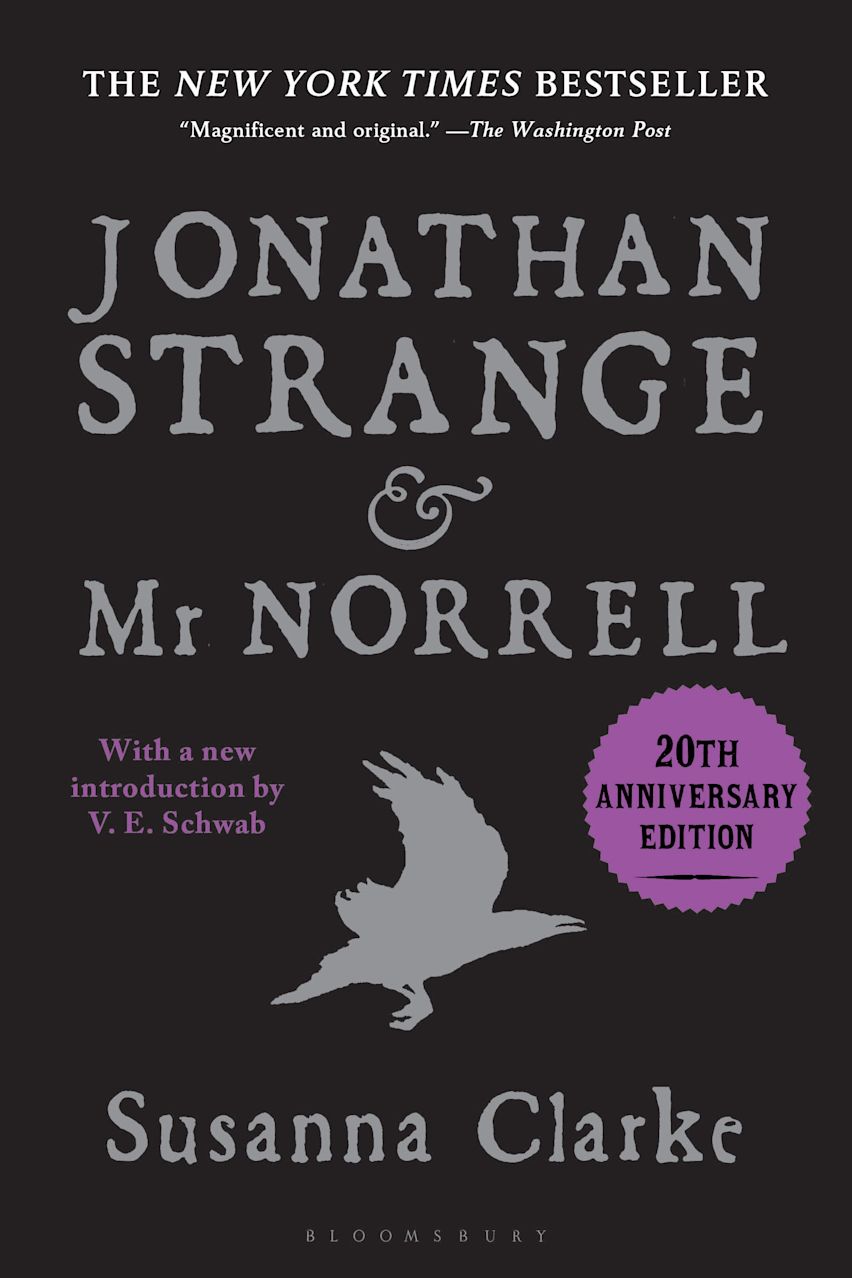 THE NEW YORK TIMES BESTSELLER
“Magnificent and original.” —The Washington Post
JONATHAN
STRANGE
&
Mr NORRELL
With a new
introduction by
V. E. Schwab
20TH
ANNIVERSARY
EDITION
Susanna Clarke
BLOOMSBURY